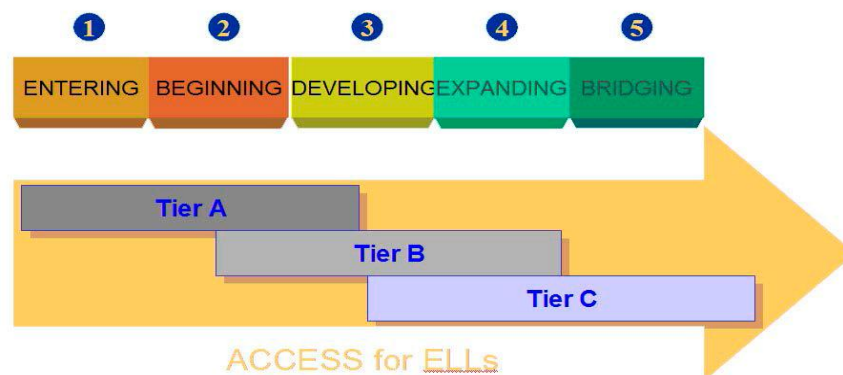 1 2 3 4 5
ENTERING BEGINNING DEVELOPING EXPANDING BRIDGING
Tier A
Tier B
Tier C
ACCESS for ELLs